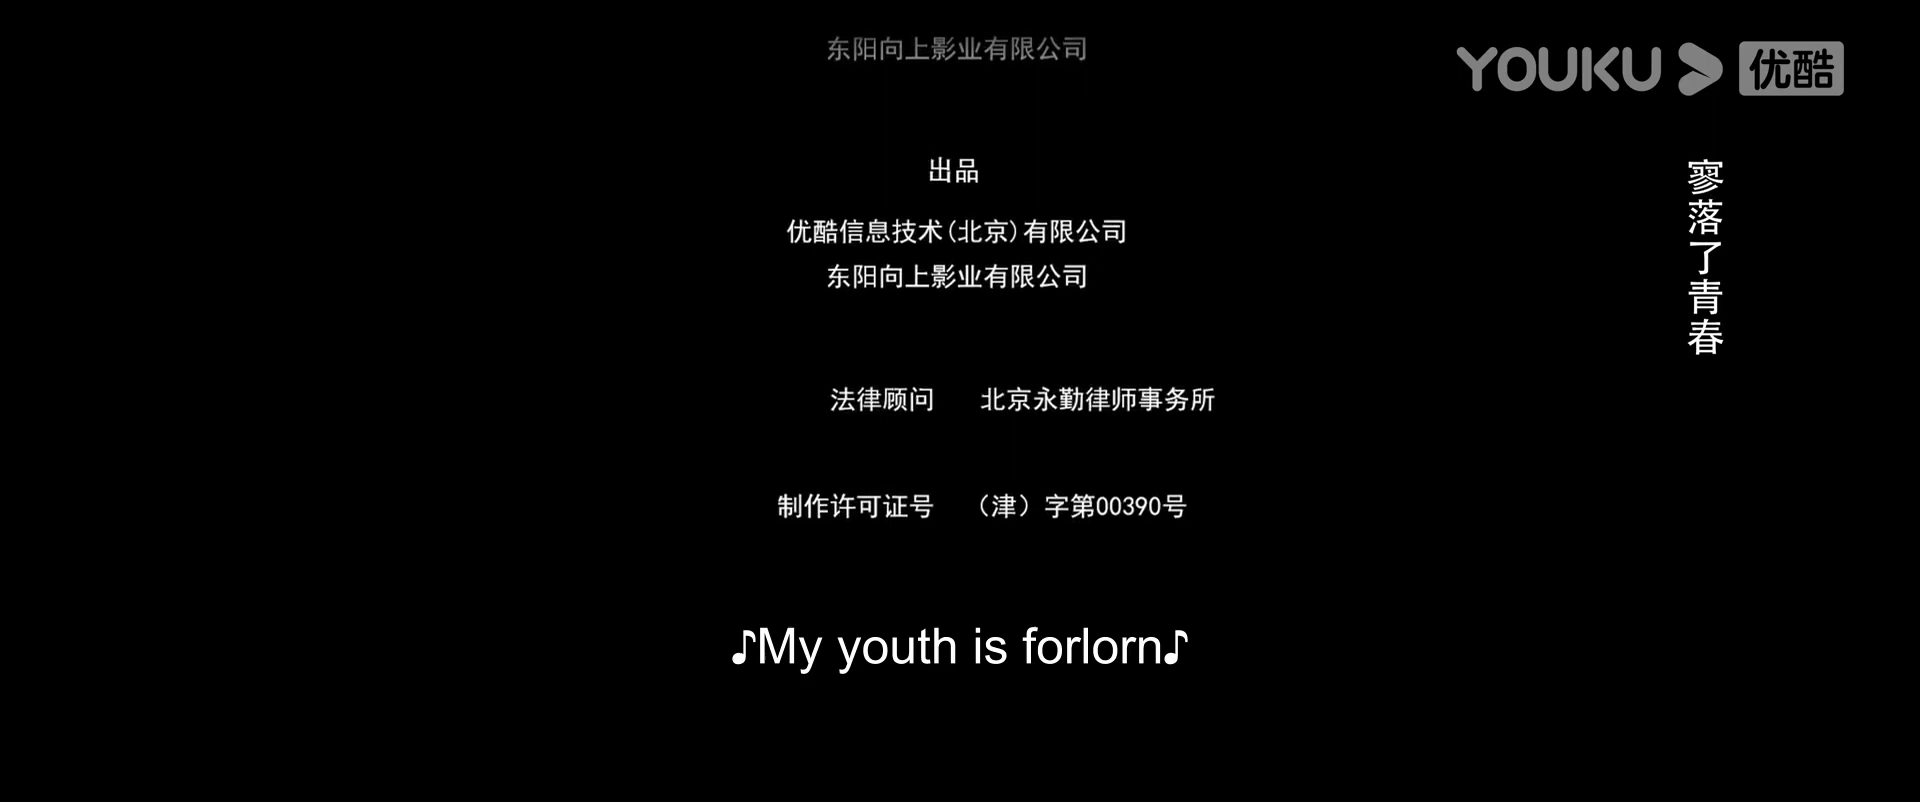 东阳向上影业有限公司
YOUKU 优酷
出品
优酷信息技术(北京)有限公司
东阳向上影业有限公司
寥落了青春
法律顾问 北京永勤律师事务所
制作许可证号 （津）字第00390号
♪My youth is forlorn♪